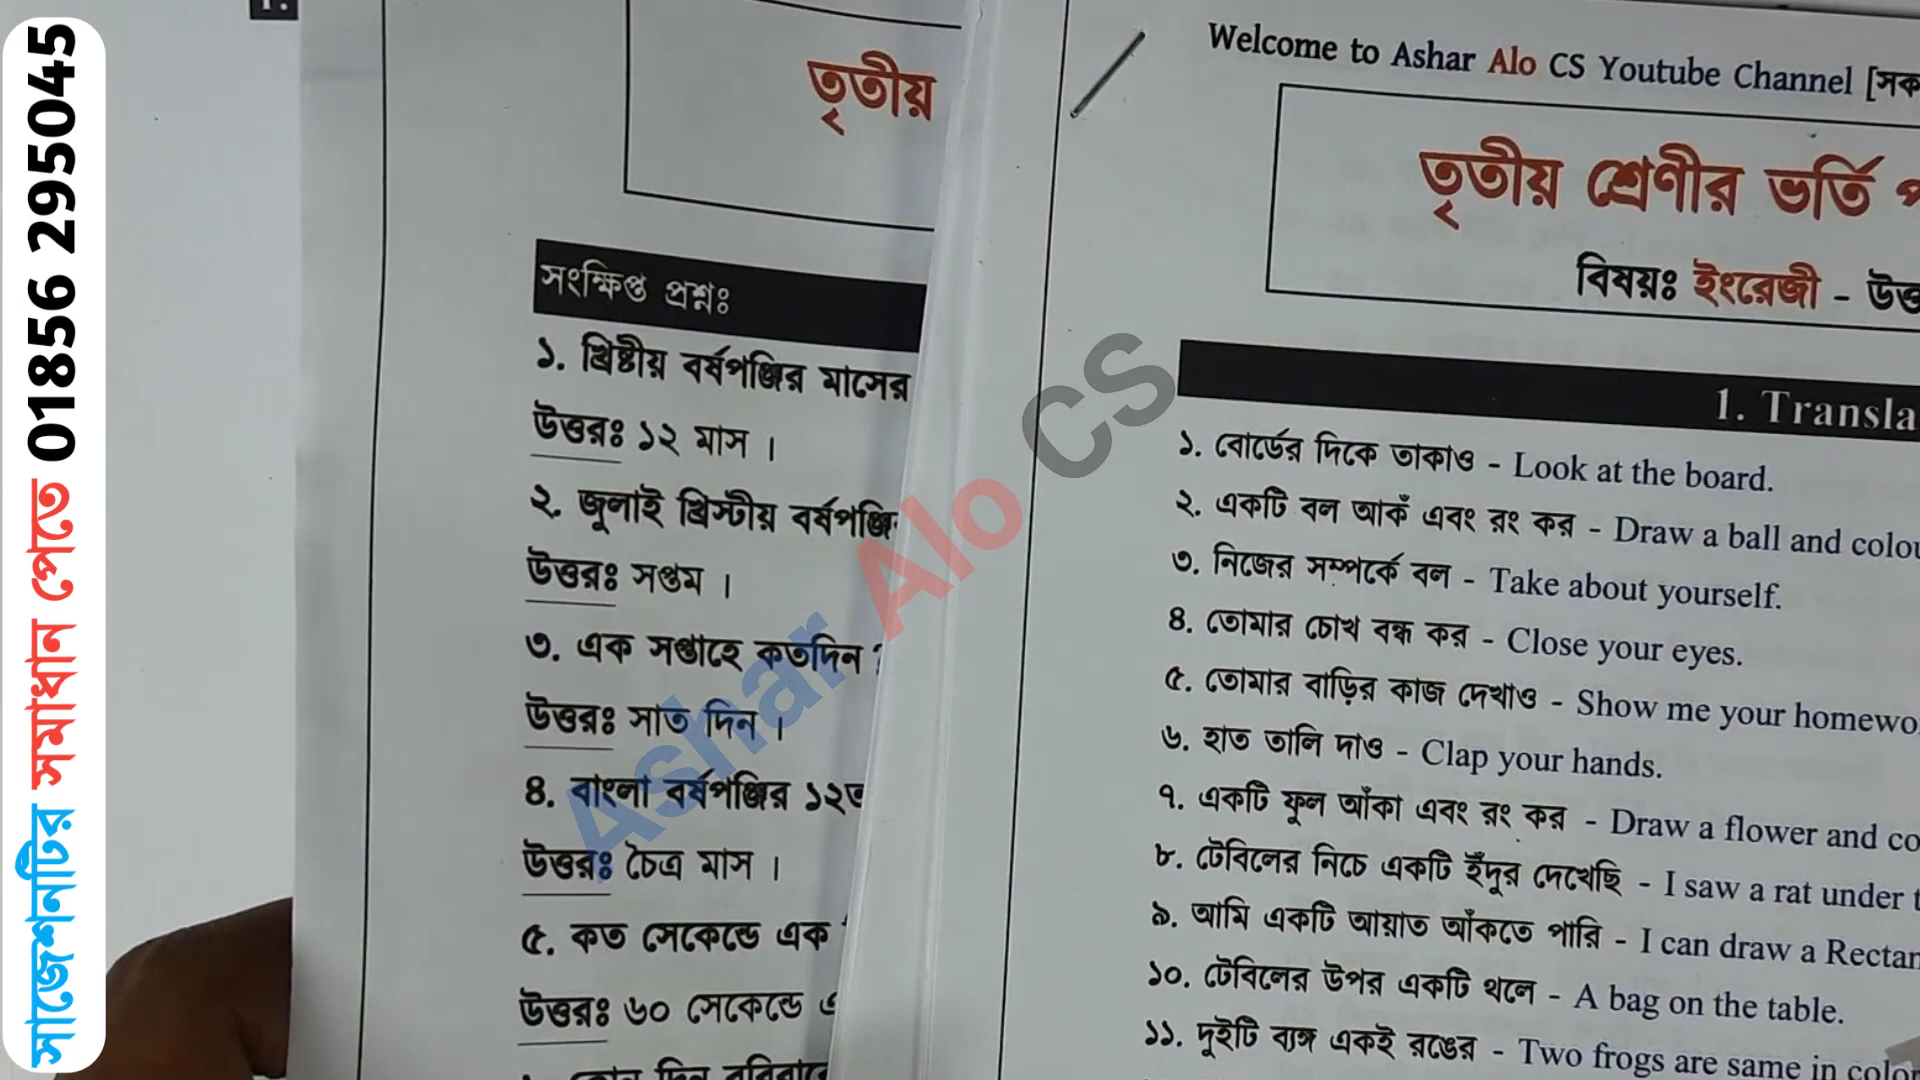 সাজেশনটির সমাধান পেতে 01856 295045
তৃতীয়
সংক্ষিপ্ত প্রশ্নঃ
১. খ্রিষ্টীয় বর্ষপঞ্জির মাসের
উত্তরঃ ১২ মাস ।
২. জুলাই খ্রিস্টীয় বর্ষপঞ্জি
উত্তরঃ সপ্তম ।
৩. এক সপ্তাহে কতদিন
উত্তরঃ সাত দিন ।
৪. বাংলা বর্ষপঞ্জির ১২ত
উত্তরঃ চৈত্র মাস ।
৫. কত সেকেন্ডে এক
উত্তরঃ ৬০ সেকেন্ডে
Welcome to Ashar Alo CS Youtube Channel [সক
তৃতীয় শ্রেণীর ভর্তি প
বিষয়ঃ ইংরেজী - উত্ত
1. Transla
১. বোর্ডের দিকে তাকাও - Look at the board.
২. একটি বল আকঁ এবং রং কর - Draw a ball and colou
৩. নিজের সম্পর্কে বল - Take about yourself.
৪. তোমার চোখ বন্ধ কর - Close your eyes.
৫. তোমার বাড়ির কাজ দেখাও - Show me your homewo
৬. হাত তালি দাও - Clap your hands.
৭. একটি ফুল আঁকা এবং রং কর - Draw a flower and co
৮. টেবিলের নিচে একটি ইঁদুর দেখেছি - I saw a rat under t
৯. আমি একটি আয়াত আঁকতে পারি - I can draw a Rectan
১০. টেবিলের উপর একটি থলে - A bag on the table.
১১. দুইটি ব্যঙ্গ একই রঙের - Two frogs are same in color
Ashar Alo CS